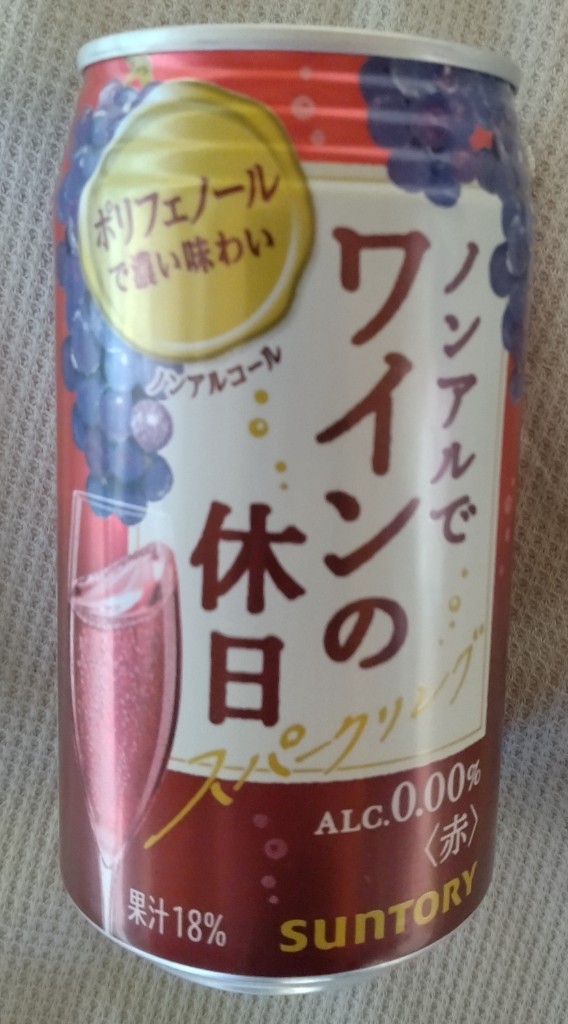 ポリフェノール
で濃い味わい
ノンアルコール
ノンアルで
ワインの
休日
スパークリング
ALC.0.00%
〈赤〉
果汁18%
SUNTORY